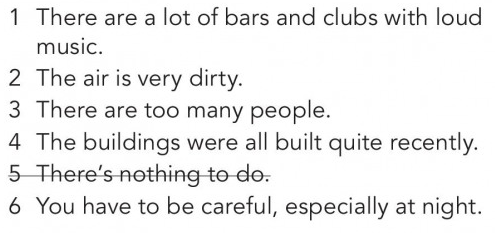 1 There are a lot of bars and clubs with loud
music.
2 The air is very dirty.
3 There are too many people.
4 The buildings were all built quite recently.
5 There's nothing to do.
6 You have to be careful, especially at night.